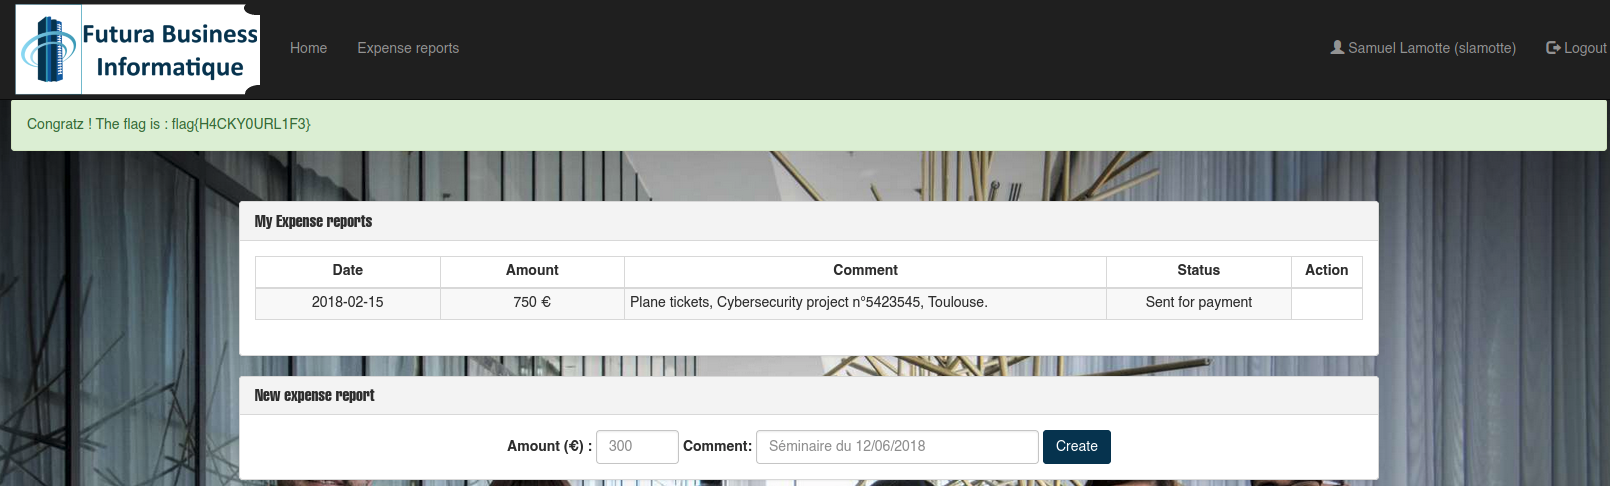 Futura Business
Informatique
Home
Expense reports
Samuel Lamotte (slamotte)
Logout
Congratz ! The flag is : flag{H4CKY0URL1F3}
My Expense reports
Date Amount Comment Status Action
2018-02-15 750 € Plane tickets, Cybersecurity project n°5423545, Toulouse. Sent for payment
New expense report
Amount (€) : 300 Comment: Séminaire du 12/06/2018 Create